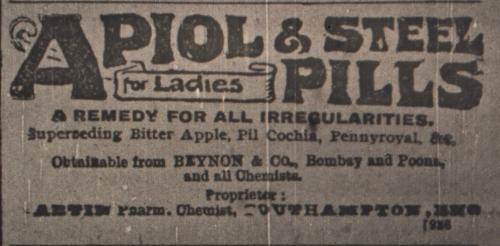 APIOL & STEEL
for Ladies PILLS
A REMEDY FOR ALL IRREGULARITIES.
Superseding Bitter Apple, Pil Cochia, Pennyroyal, &c.
Obtainable from BEYNON & Co., Bombay and Poona,
and all Chemists.
Proprietor:
Pharm. Chemist, SOUTHAMPTON, ENG